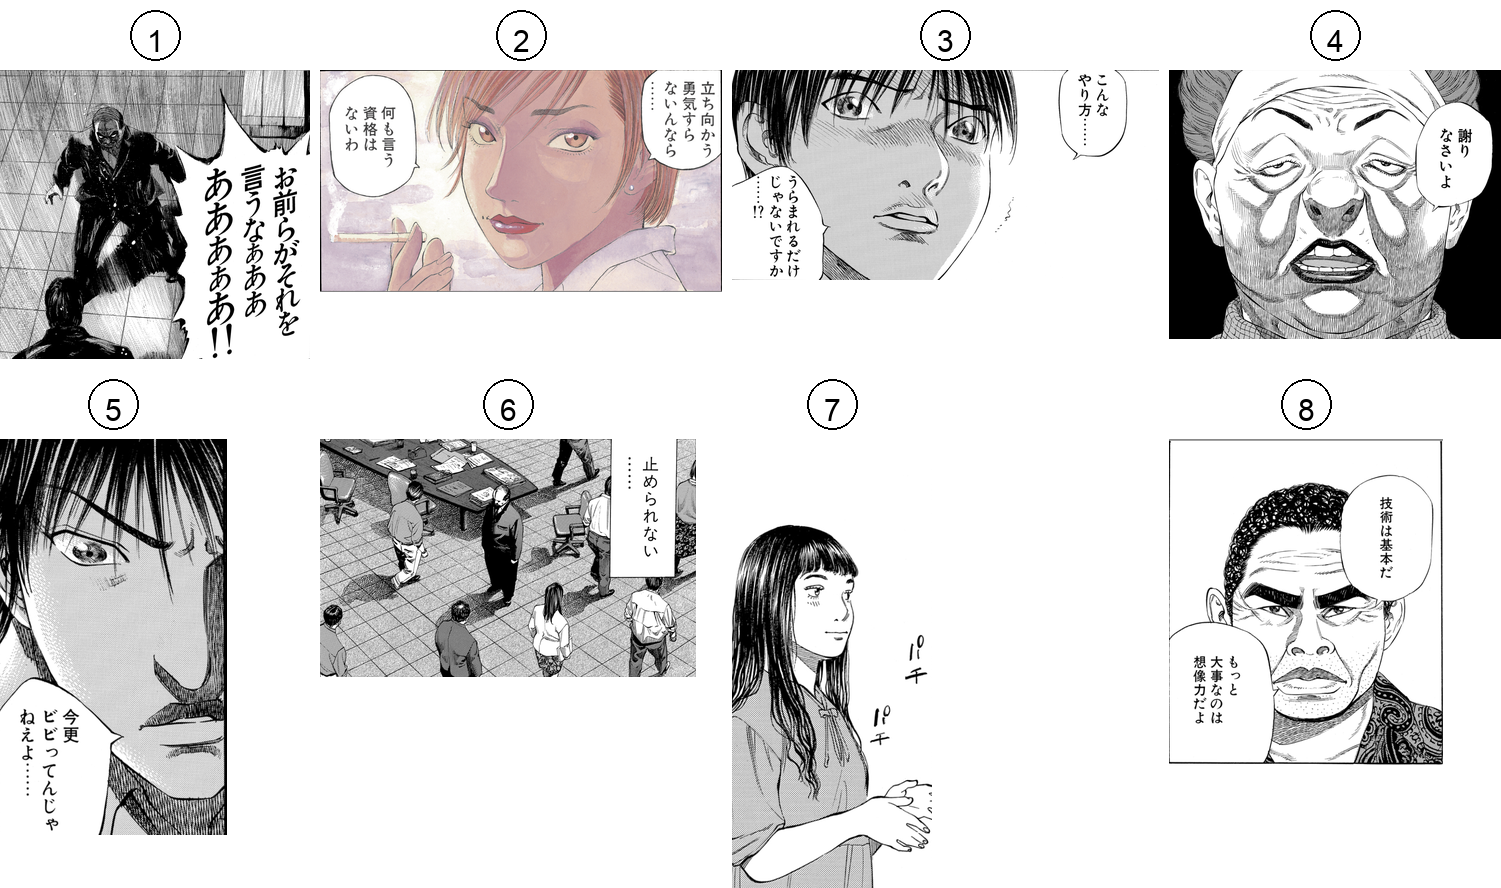 1
お前らがそれを
言うなぁぁぁ
あああぁぁぁ!!
2
立ち向かう
勇気すら
ないんなら
……
何も言う
資格は
ないわ
3
こんな
やり方……
うらまれるだけ
じゃないですか
……!?
4
謝り
なさいよ
5
今更
ビビってんじゃ
ねえよ……
6
止められない
……
7
パチ
パチ
8
技術は基本だ
もっと
大事なのは
想像力だよ